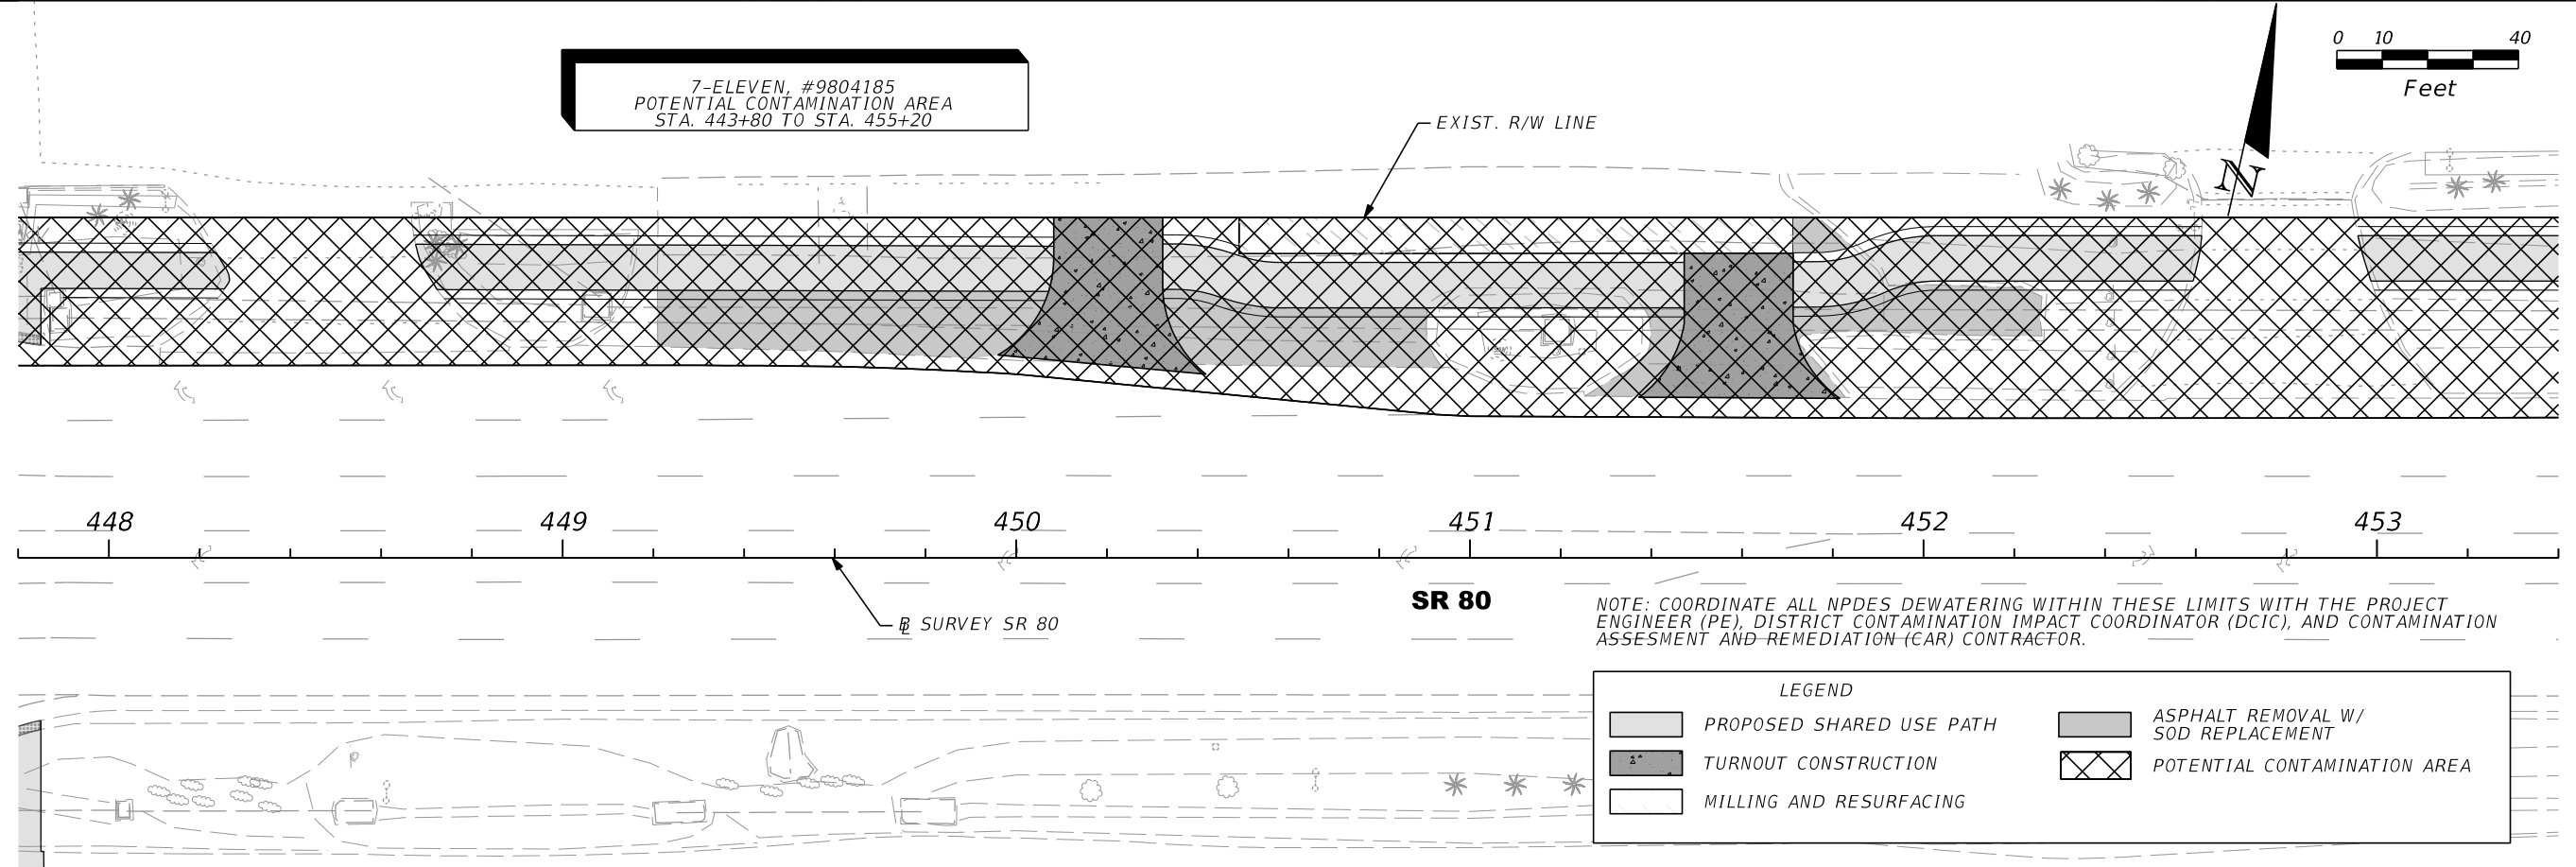 7-ELEVEN, #9804185
POTENTIAL CONTAMINATION AREA
STA. 443+80 TO STA. 455+20
EXIST. R/W LINE
0 10 40
Feet
N
448 449 450 451 452 453
BL SURVEY SR 80
SR 80
NOTE: COORDINATE ALL NPDES DEWATERING WITHIN THESE LIMITS WITH THE PROJECT
ENGINEER (PE), DISTRICT CONTAMINATION IMPACT COORDINATOR (DCIC), AND CONTAMINATION
ASSESMENT AND REMEDIATION (CAR) CONTRACTOR.
LEGEND
PROPOSED SHARED USE PATH
TURNOUT CONSTRUCTION
MILLING AND RESURFACING
ASPHALT REMOVAL W/
SOD REPLACEMENT
POTENTIAL CONTAMINATION AREA